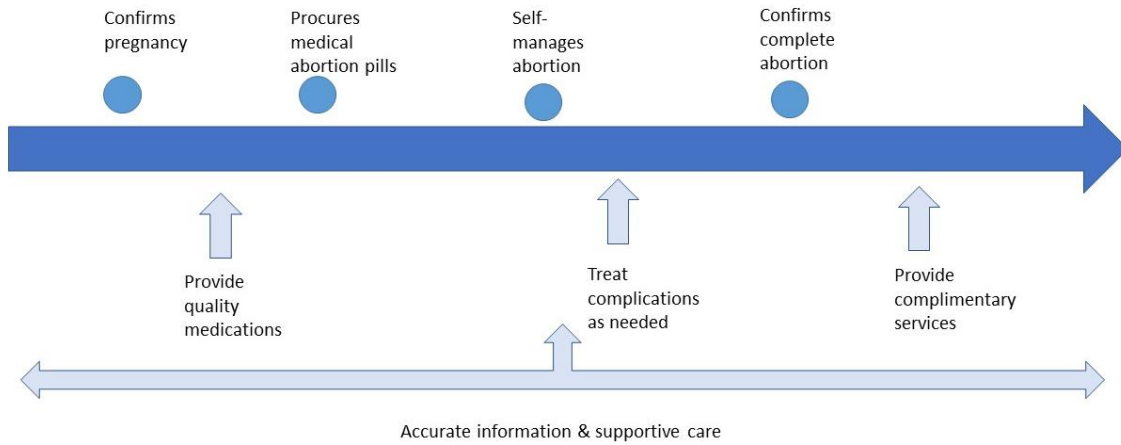 Confirms
pregnancy
Procures
medical
abortion pills
Self-
manages
abortion
Confirms
complete
abortion
Provide
quality
medications
Treat
complications
as needed
Provide
complimentary
services
Accurate information & supportive care